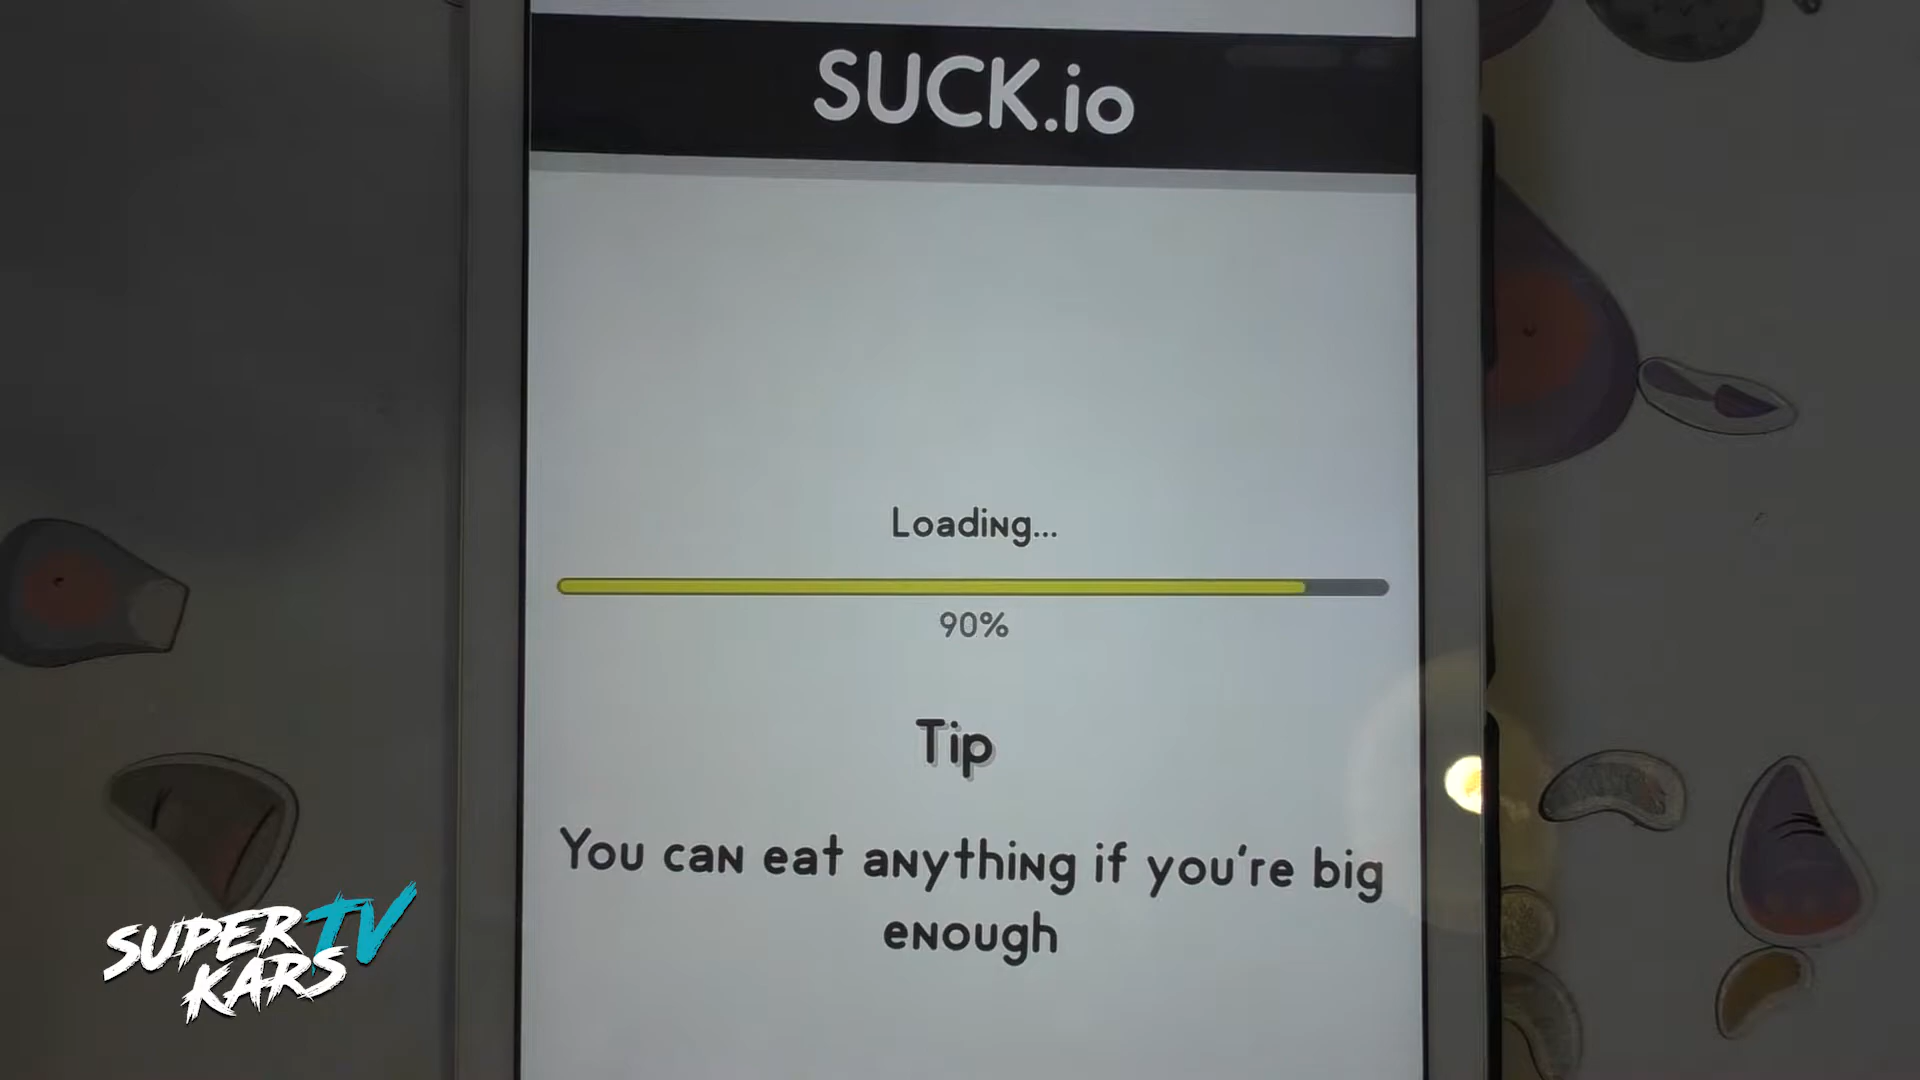 SUCK.io
Loading...
90%
Tip
You can eat anything if you're big
enough
SUPER TV
KARS